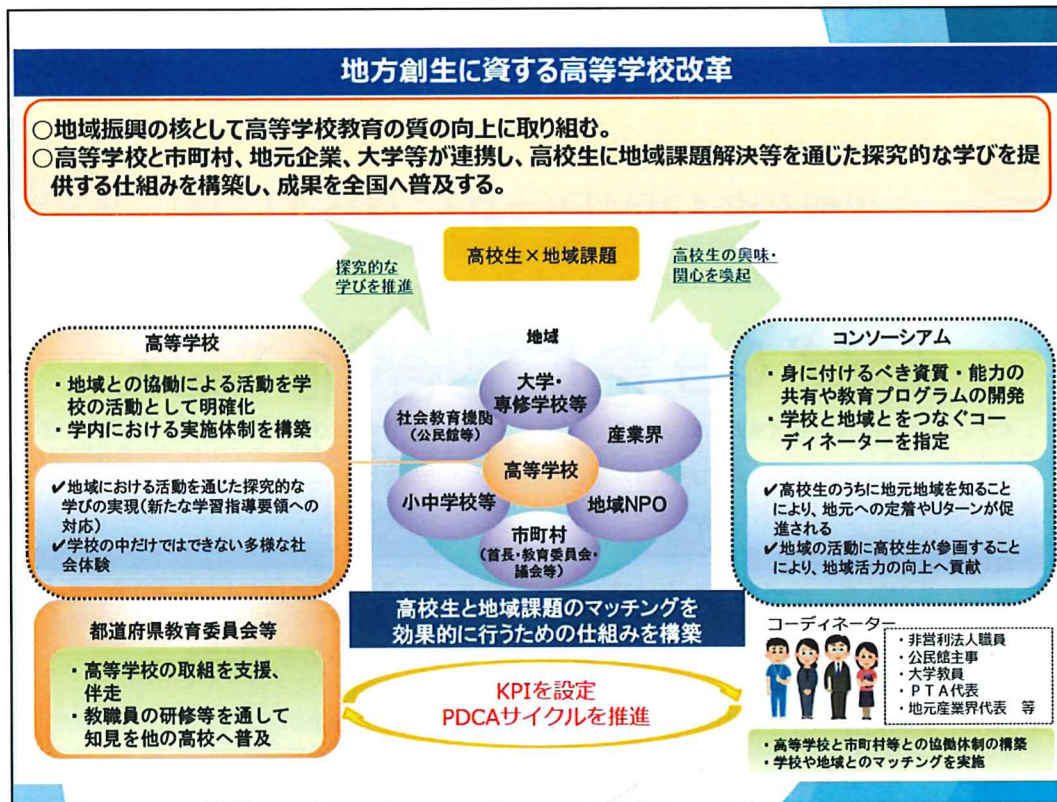 地方創生に資する高等学校改革
○地域振興の核として高等学校教育の質の向上に取り組む。
○高等学校と市町村、地元企業、大学等が連携し、高校生に地域課題解決等を通じた探究的な学びを提
供する仕組みを構築し、成果を全国へ普及する。
探究的な
学びを推進
高校生×地域課題
高校生の興味・
関心を喚起
高等学校
・地域との協働による活動を学
校の活動として明確化
・学内における実施体制を構築
✔地域における活動を通じた探究的な
学びの実現(新たな学習指導要領への
対応)
✔学校の中だけではできない多様な社
会体験
地域
大学・
専修学校等
社会教育機関
(公民館等)
産業界
高等学校
小中学校等
地域NPO
市町村
(首長・教育委員会・
議会等)
高校生と地域課題のマッチングを
効果的に行うための仕組みを構築
コンソーシアム
・身に付けるべき資質・能力の
共有や教育プログラムの開発
・学校と地域とをつなぐコー
ディネーターを指定
✔高校生のうちに地元地域を知ること
により、地元への定着やUターンが促
進される
✔地域の活動に高校生が参画すること
により、地域活力の向上へ貢献
都道府県教育委員会等
・高等学校の取組を支援、
伴走
・教職員の研修等を通して
知見を他の高校へ普及
KPIを設定
PDCAサイクルを推進
コーディネーター
・非営利法人職員
・公民館主事
・大学教員
・ＰＴＡ代表
・地元産業界代表　等
・高等学校と市町村等との協働体制の構築
・学校や地域とのマッチングを実施